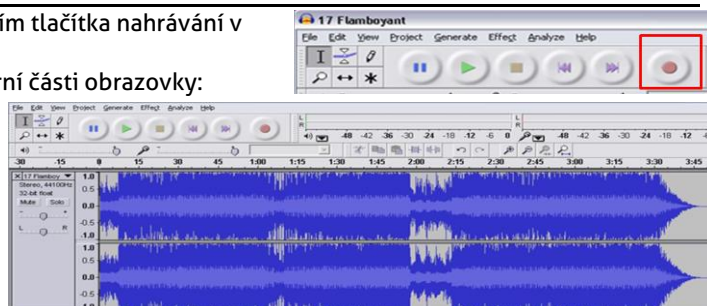 ím tlačítka nahrávání v
17 Flamboyant
File Edit View Project Generate Effect Analyze Help
rní části obrazovky:
File Edit View Project Generate Effect Analyze Help
L
R
-48 -42 -36 -30 -24 -18 -12 -6 0
L
R
-48 -42 -36 -30 -24 -18 -12
-30 -15 0 15 30 45 1:00 1:15 1:30 1:45 2:00 2:15 2:30 2:45 3:00 3:15 3:30 3:45
X 17 Flamboy
Stereo, 44100Hz
32-bit float
Mute Solo
- +
L R
1.0
0.5
0.0
-0.5
-1.0
1.0
0.5
0.0
-0.5
-1.0